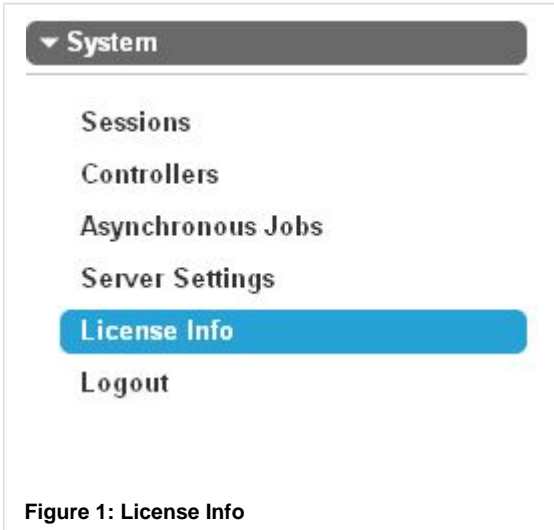 System
Sessions
Controllers
Asynchronous Jobs
Server Settings
License Info
Logout
Figure 1: License Info